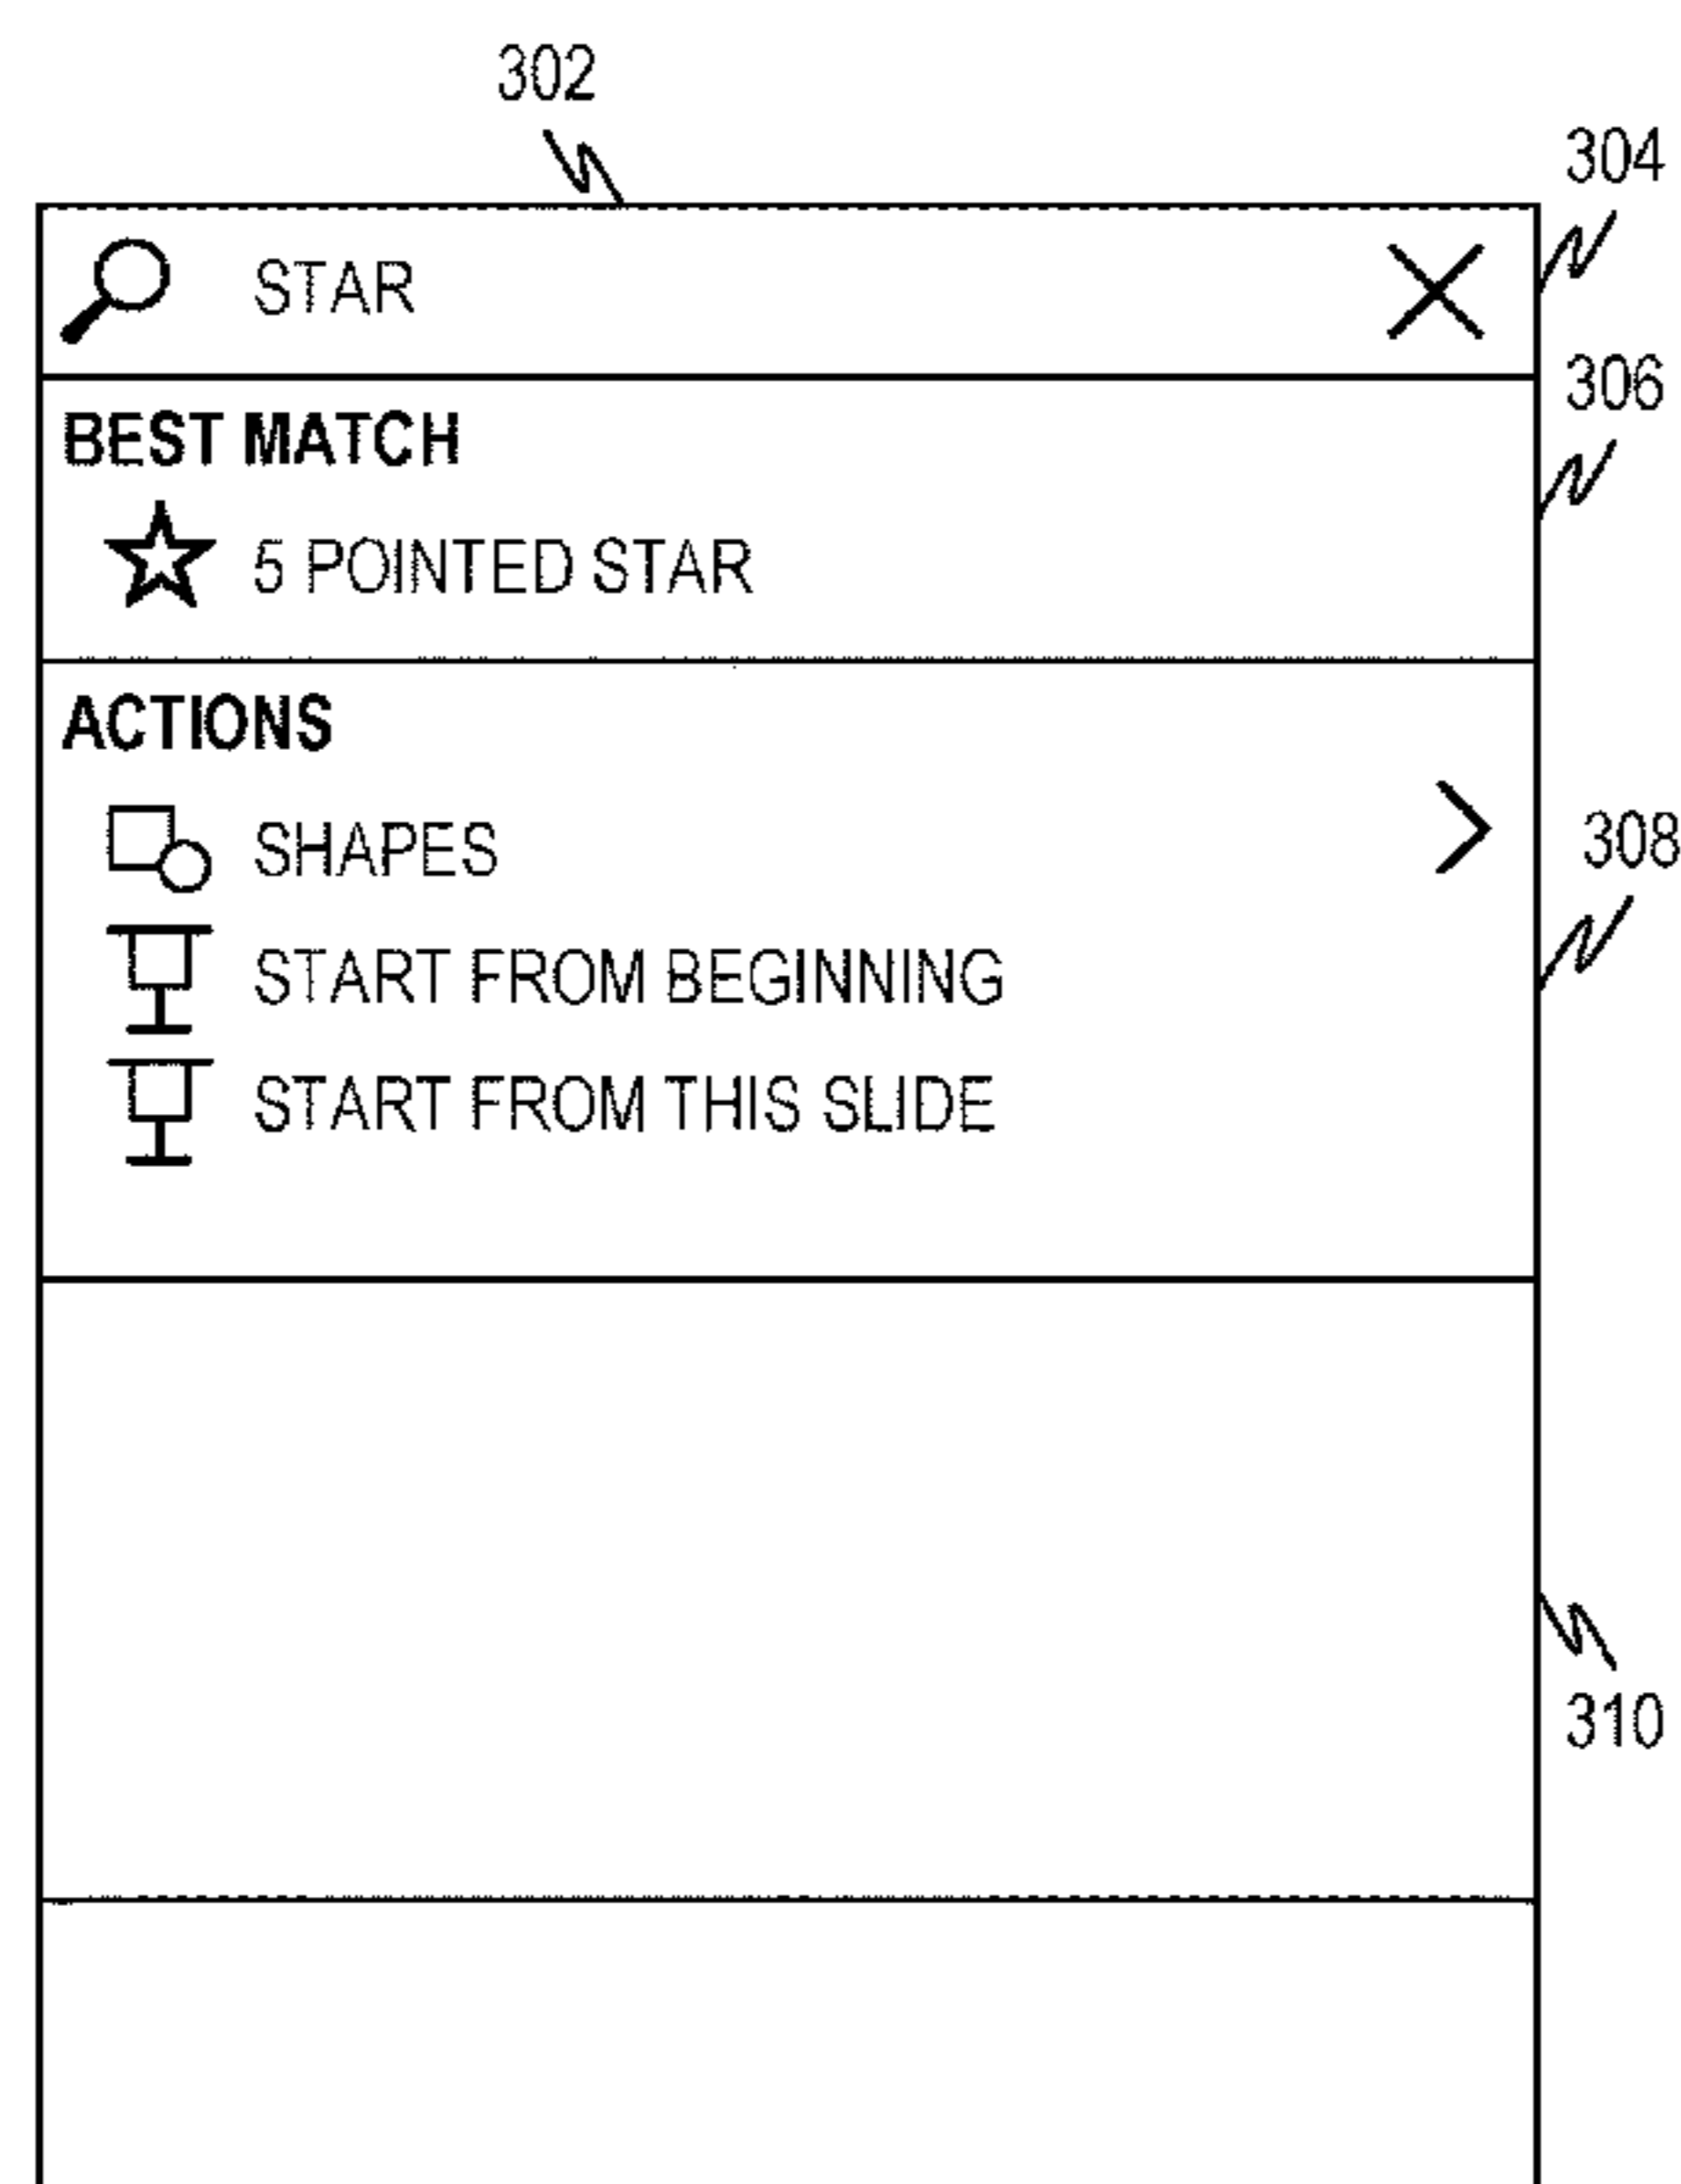 302
304
STAR
306
BEST MATCH
5 POINTED STAR
ACTIONS
SHAPES
308
START FROM BEGINNING
START FROM THIS SLIDE
310